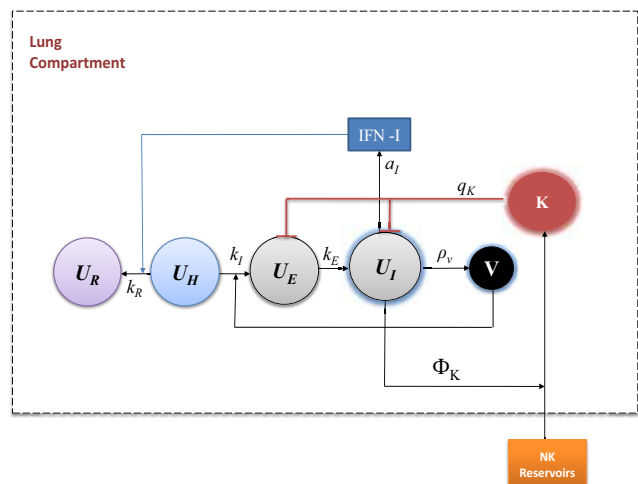 Lung
Compartment
IFN -I
a_I
q_K
K
U_R
k_R
U_H
k_I
U_E
k_E
U_I
ρ_v
V
Φ_K
NK
Reservoirs